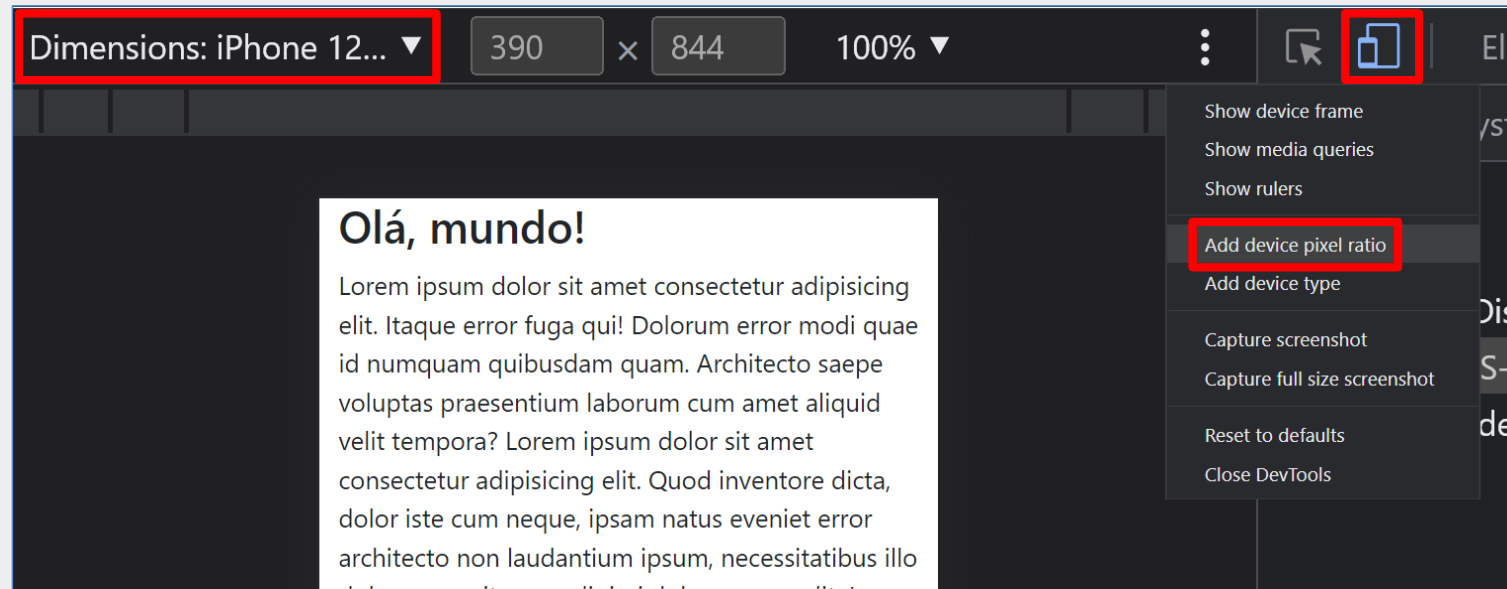 Dimensions: iPhone 12... ▼ 390 × 844 100% ▼
Show device frame
Show media queries
Show rulers
Add device pixel ratio
Add device type
Capture screenshot
Capture full size screenshot
Reset to defaults
Close DevTools
Olá, mundo!
Lorem ipsum dolor sit amet consectetur adipisicing
elit. Itaque error fuga qui! Dolorum error modi quae
id numquam quibusdam quam. Architecto saepe
voluptas praesentium laborum cum amet aliquid
velit tempora? Lorem ipsum dolor sit amet
consectetur adipisicing elit. Quod inventore dicta,
dolor iste cum neque, ipsam natus eveniet error
architecto non laudantium ipsum, necessitatibus illo